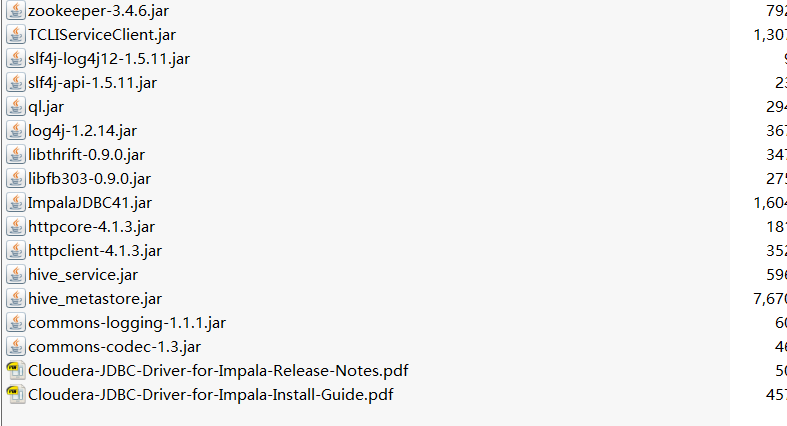 zookeeper-3.4.6.jar 792
TCLIServiceClient.jar 1,307
slf4j-log4j12-1.5.11.jar 9
slf4j-api-1.5.11.jar 23
ql.jar 294
log4j-1.2.14.jar 367
libthrift-0.9.0.jar 347
libfb303-0.9.0.jar 275
ImpalaJDBC41.jar 1,604
httpcore-4.1.3.jar 181
httpclient-4.1.3.jar 352
hive_service.jar 596
hive_metastore.jar 7,670
commons-logging-1.1.1.jar 60
commons-codec-1.3.jar 46
Cloudera-JDBC-Driver-for-Impala-Release-Notes.pdf 50
Cloudera-JDBC-Driver-for-Impala-Install-Guide.pdf 457